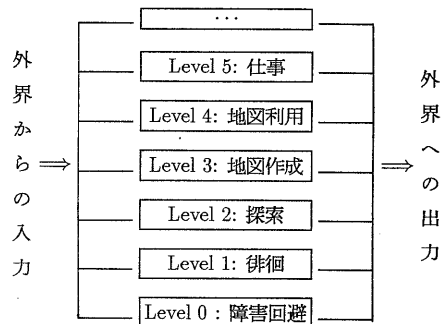 外界からの入力
⇒
…
Level 5: 仕事
Level 4: 地図利用
Level 3: 地図作成
Level 2: 探索
Level 1: 徘徊
Level 0 : 障害回避
⇒
外界への出力